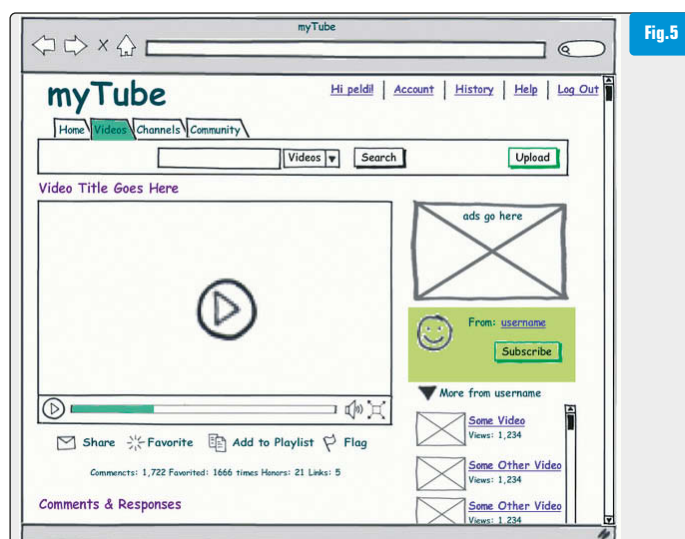 Fig.5
myTube
myTube
Hi peldi! Account History Help Log Out
Home Videos Channels Community
Videos Search Upload
Video Title Goes Here
ads go here
From: username
Subscribe
More from username
Some Video
Views: 1,234
Some Other Video
Views: 1,234
Some Other Video
Views: 1,234
Share Favorite Add to Playlist Flag
Commencts: 1,722 Favorited: 1666 times Honors: 21 Links: 5
Comments & Responses